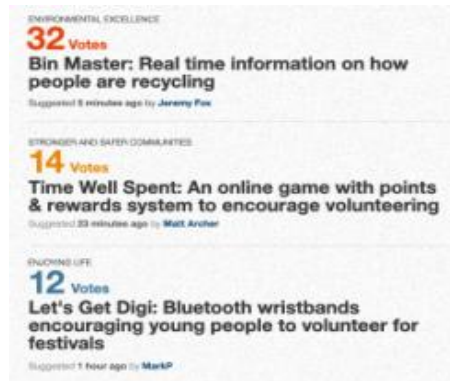 ENVIRONMENTAL EXCELLENCE
32 Votes
Bin Master: Real time information on how
people are recycling
Suggested 5 minutes ago by Jeremy Fox
STRONGER AND SAFER COMMUNITIES
14 Votes
Time Well Spent: An online game with points
& rewards system to encourage volunteering
Suggested 23 minutes ago by Matt Archer
ENJOYING LIFE
12 Votes
Let's Get Digi: Bluetooth wristbands
encouraging young people to volunteer for
festivals
Suggested 1 hour ago by MarkP